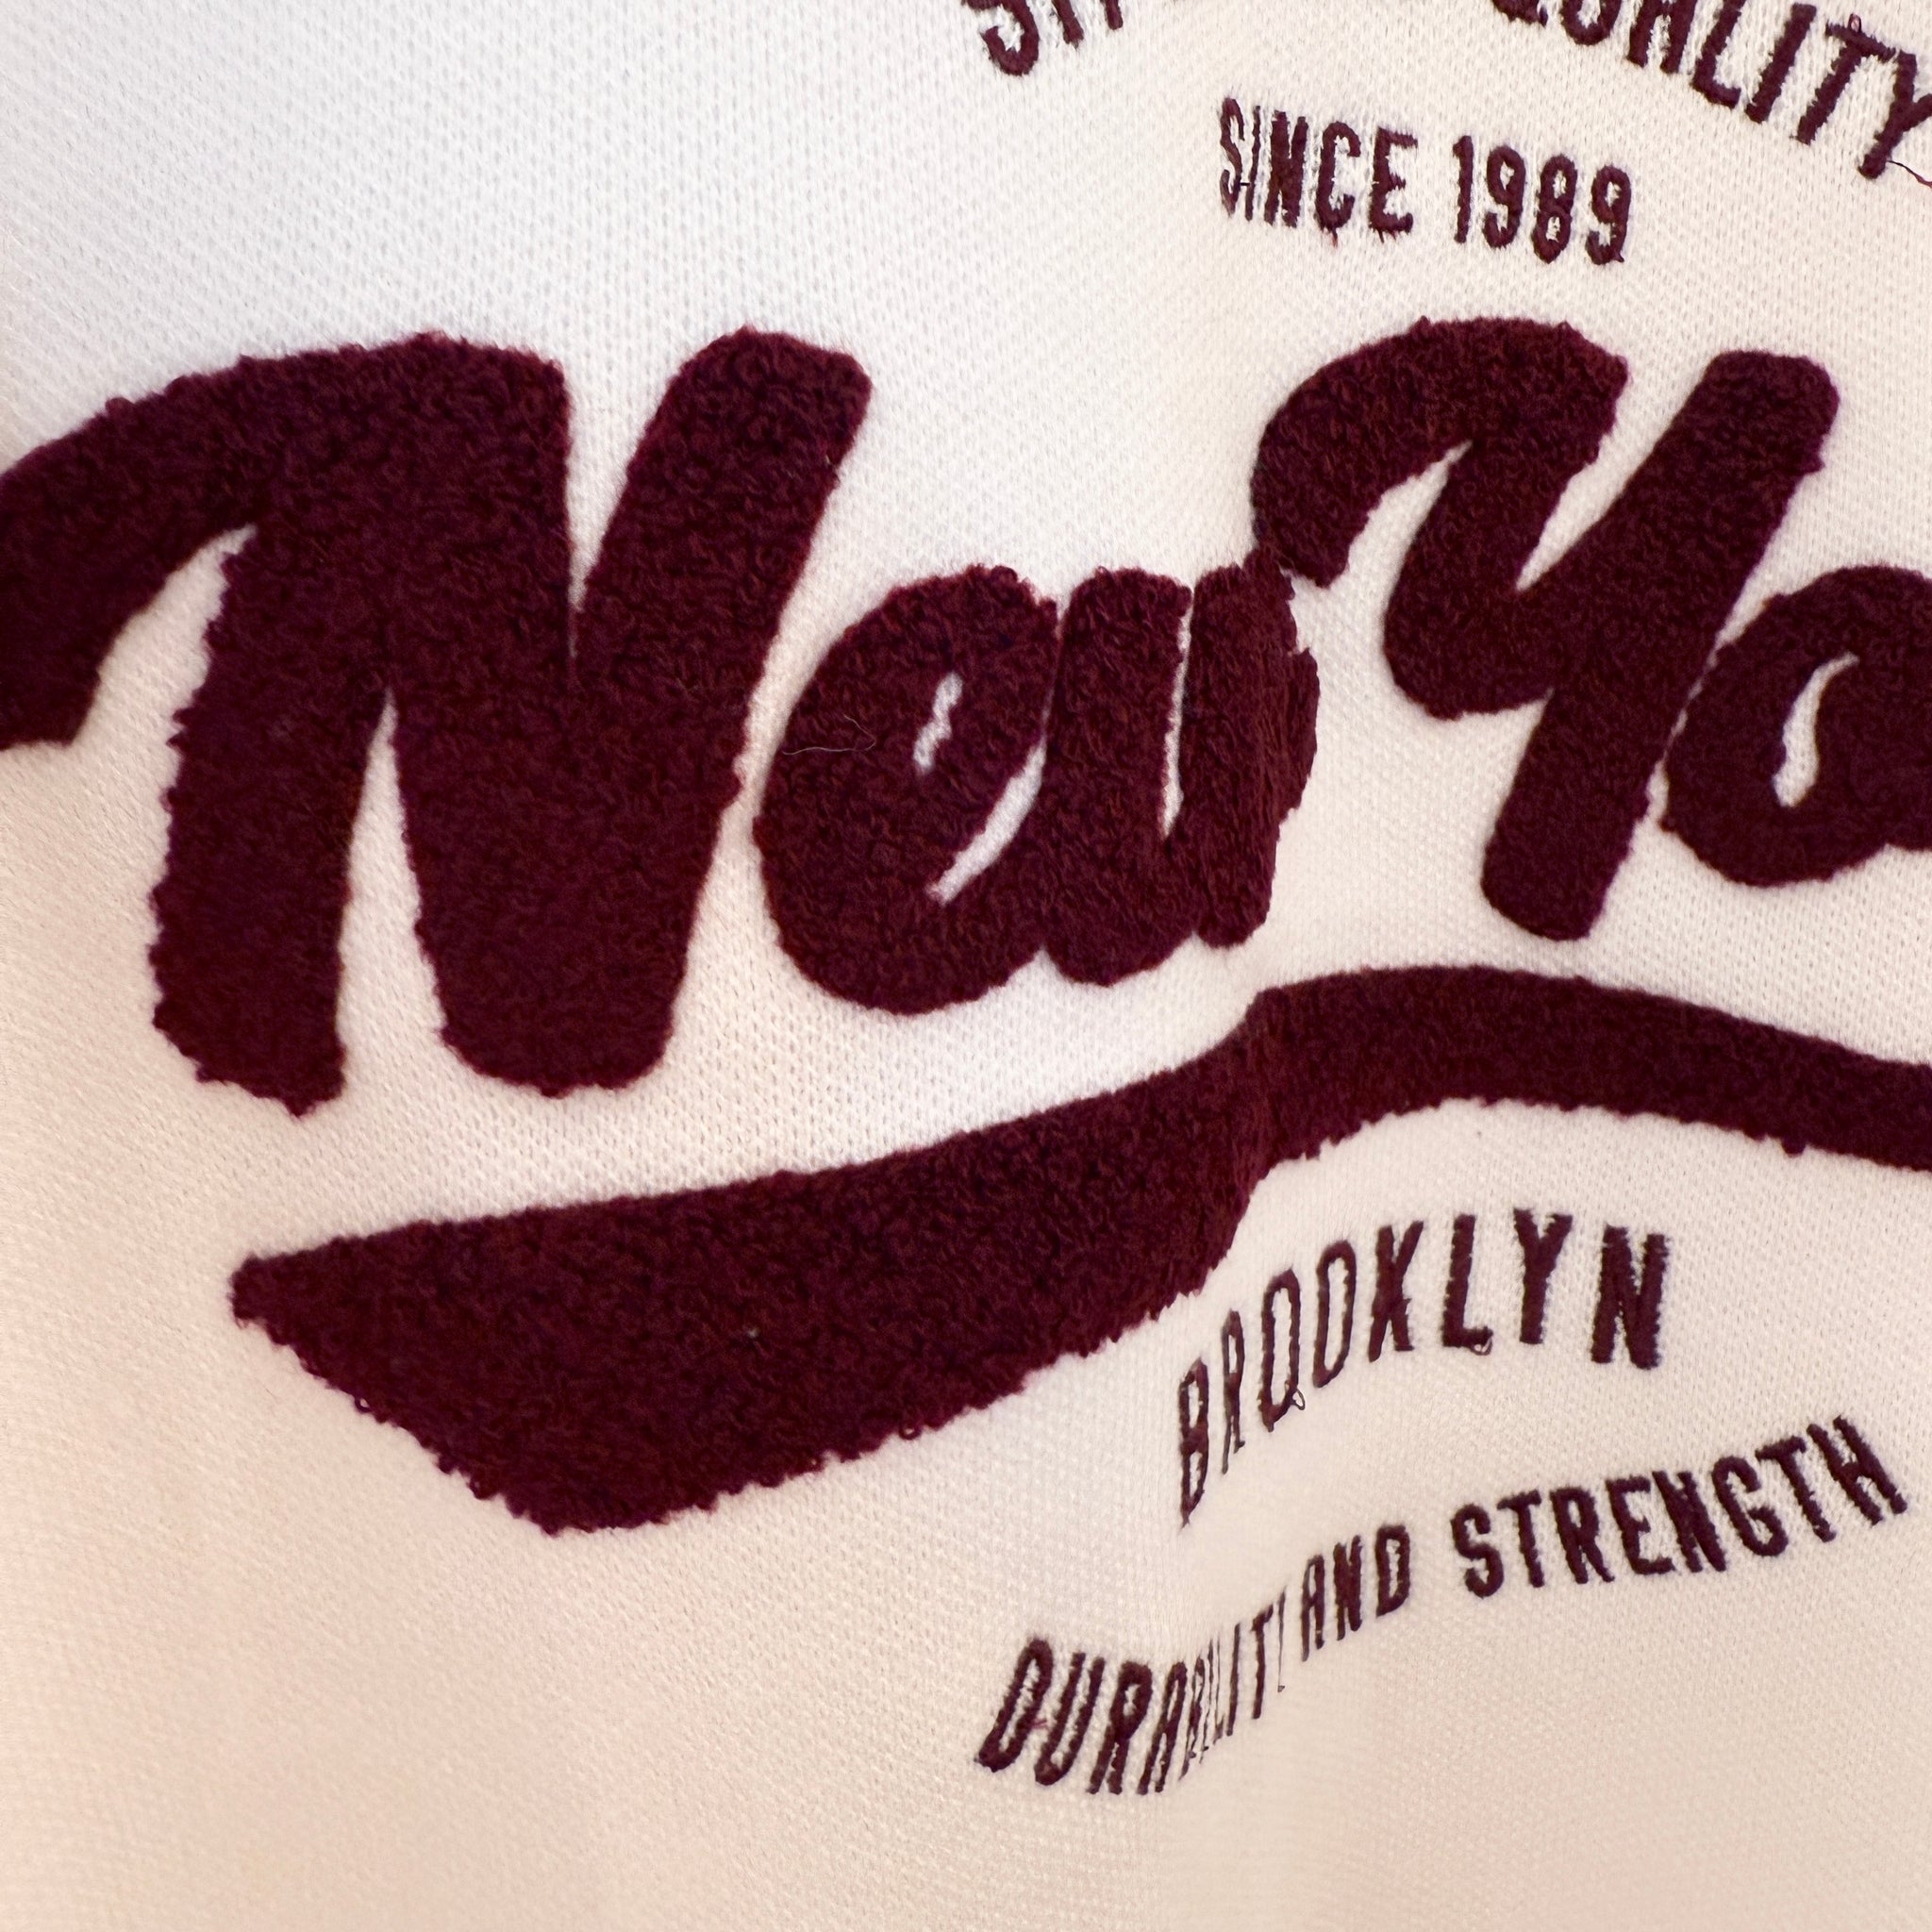 QUALITY
SINCE 1989
New Yo
BROOKLYN
DURABILITY AND STRENGTH